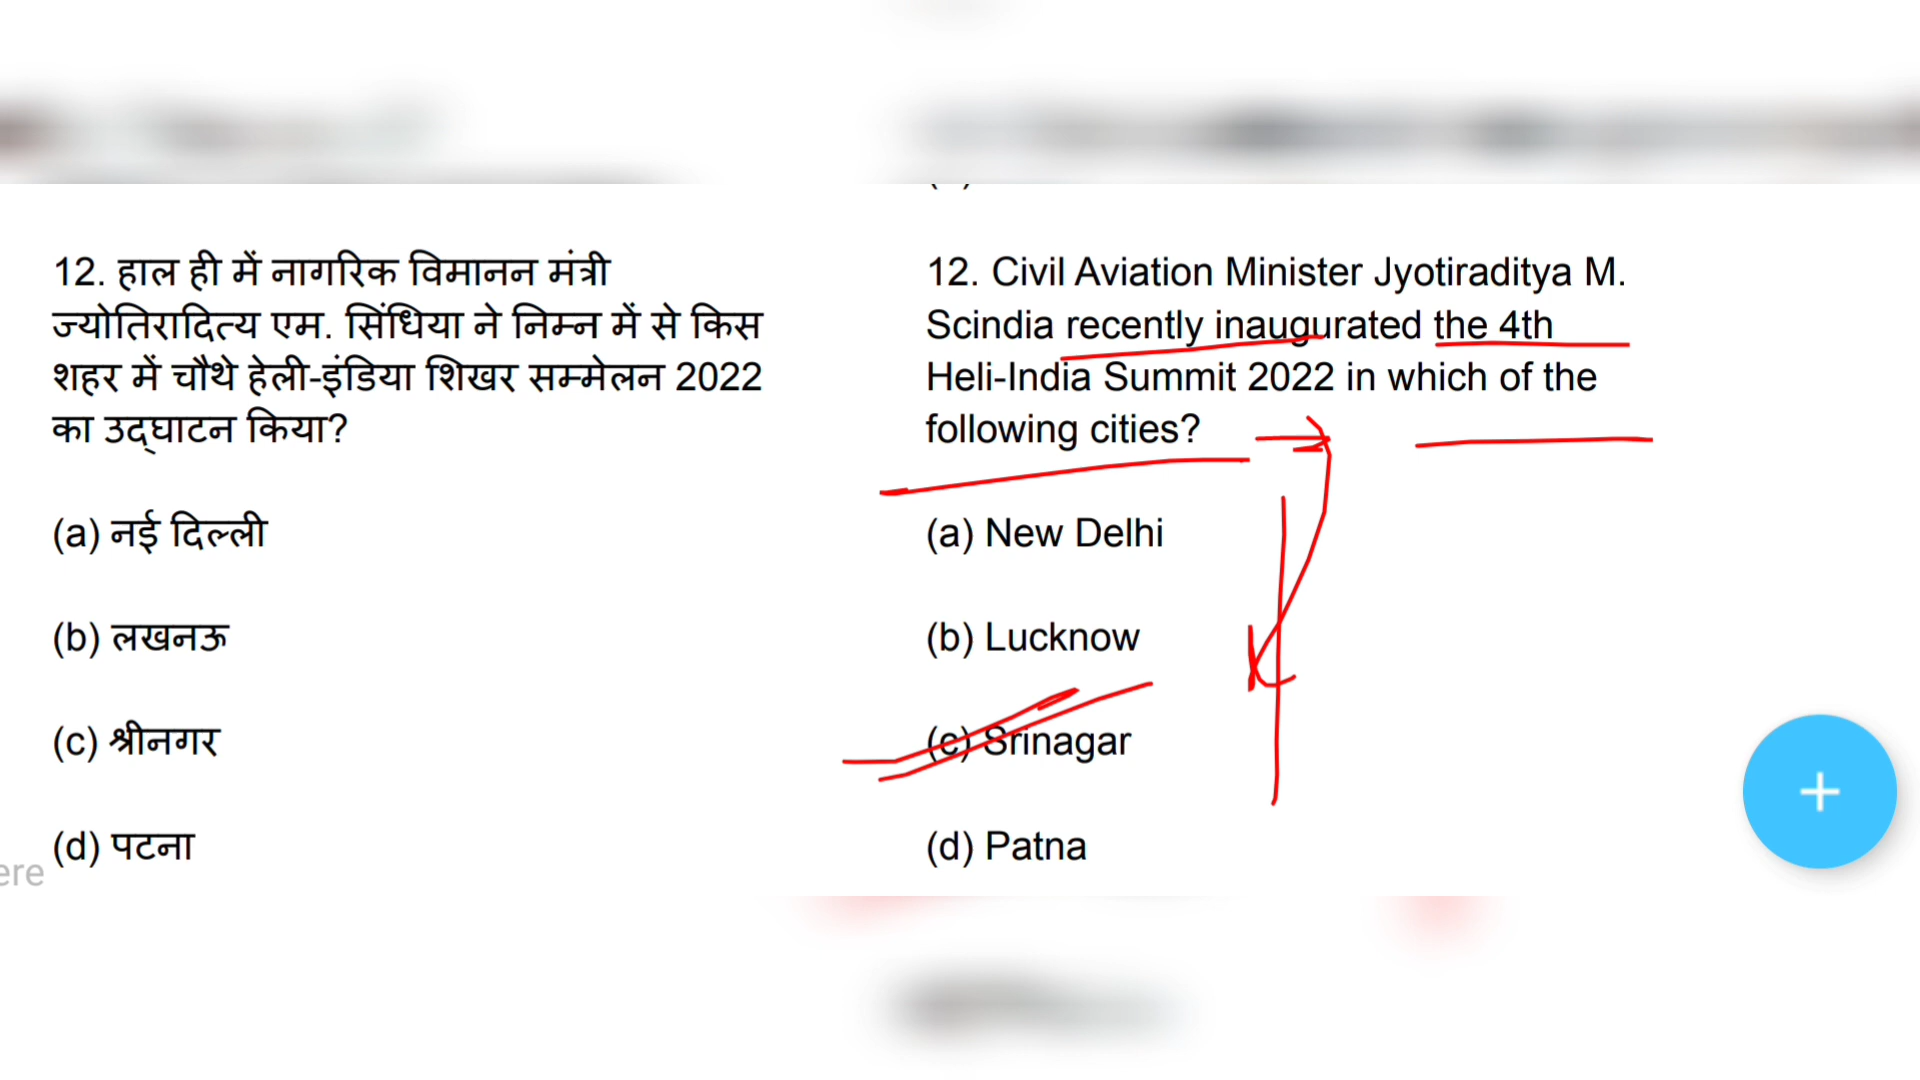 12. हाल ही में नागरिक विमानन मंत्री
ज्योतिरादित्य एम. सिंधिया ने निम्न में से किस
शहर में चौथे हेली-इंडिया शिखर सम्मेलन 2022
का उद्घाटन किया?
(a) नई दिल्ली
(b) लखनऊ
(c) श्रीनगर
(d) पटना
ere
12. Civil Aviation Minister Jyotiraditya M.
Scindia recently inaugurated the 4th
Heli-India Summit 2022 in which of the
following cities?
(a) New Delhi
(b) Lucknow
(c) Srinagar
(d) Patna